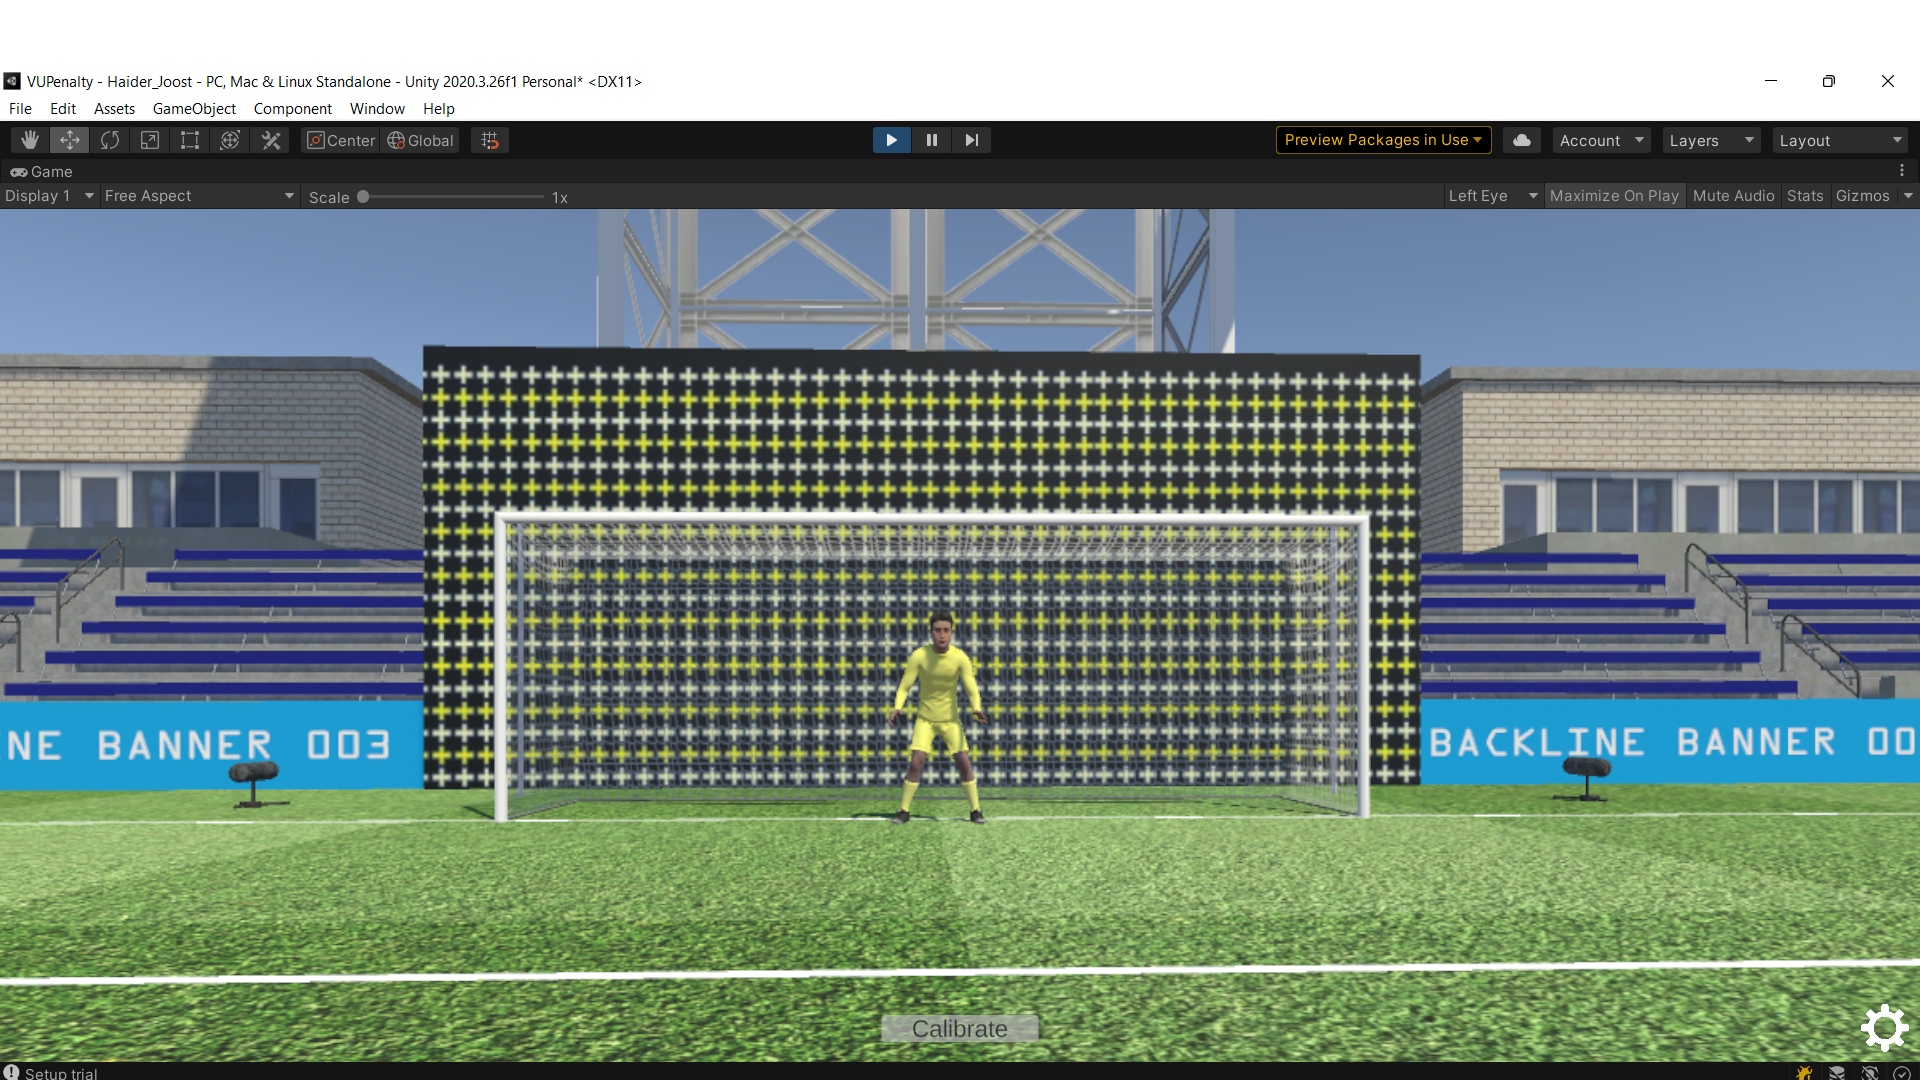 VUPenalty - Haider_Joost - PC, Mac & Linux Standalone - Unity 2020.3.26f1 Personal* <DX11>
File Edit Assets GameObject Component Window Help
Center Global Preview Packages in Use Account Layers Layout
Game
Display 1 Free Aspect Scale 1x Left Eye Maximize On Play Mute Audio Stats Gizmos
NE BANNER 003
BACKLINE BANNER 00
Calibrate
Setup trial